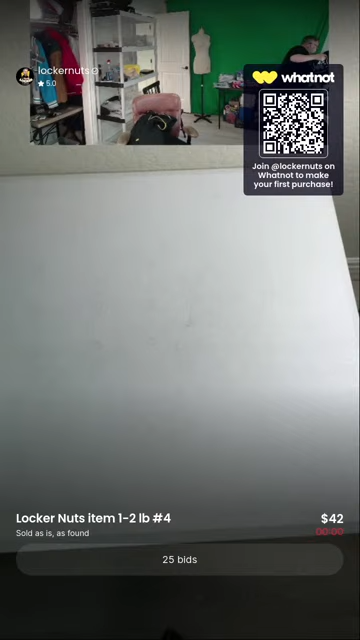 lockernuts
5.0
whatnot
Join @lockernuts on
Whatnot to make
your first purchase!
Locker Nuts item 1-2 lb #4
$42
Sold as is, as found
00:00
25 bids